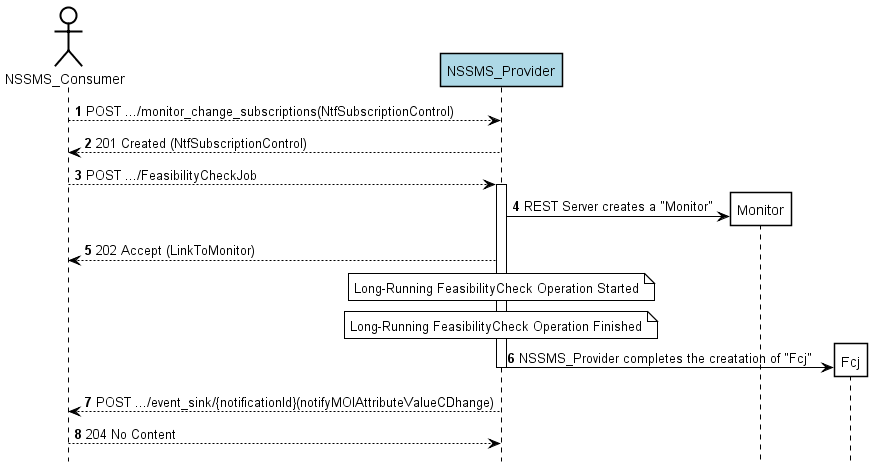 NSSMS_Consumer
NSSMS_Provider
1 POST .../monitor_change_subscriptions(NtfSubscriptionControl)
2 201 Created (NtfSubscriptionControl)
3 POST .../FeasibilityCheckJob
4 REST Server creates a "Monitor"
Monitor
5 202 Accept (LinkToMonitor)
Long-Running FeasibilityCheck Operation Started
Long-Running FeasibilityCheck Operation Finished
6 NSSMS_Provider completes the creatation of "Fcj"
Fcj
7 POST .../event_sink/{notificationId}(notifyMOIAttributeValueCDhange)
8 204 No Content